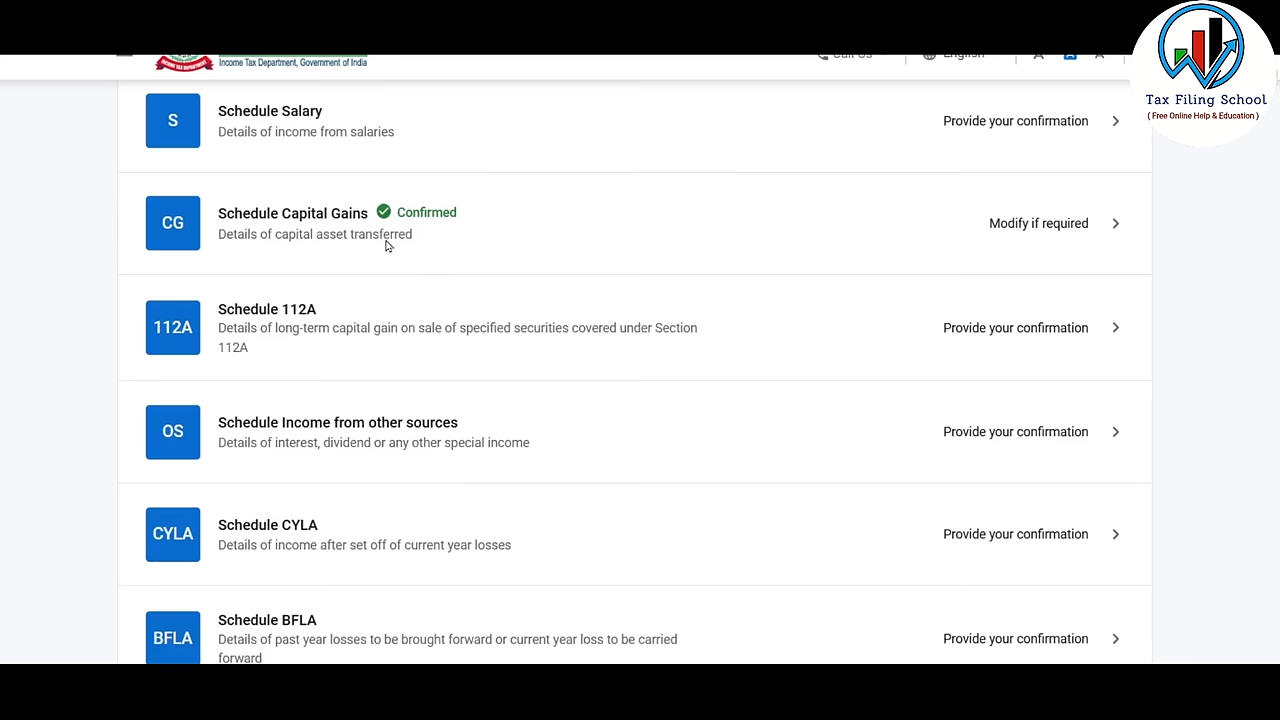 Income Tax Department, Government of India
Call Us
English
Tax Filing School
( Free Online Help & Education )
S
Schedule Salary
Details of income from salaries
Provide your confirmation
CG
Schedule Capital Gains
Confirmed
Details of capital asset transferred
Modify if required
112A
Schedule 112A
Details of long-term capital gain on sale of specified securities covered under Section
112A
Provide your confirmation
OS
Schedule Income from other sources
Details of interest, dividend or any other special income
Provide your confirmation
CYLA
Schedule CYLA
Details of income after set off of current year losses
Provide your confirmation
BFLA
Schedule BFLA
Details of past year losses to be brought forward or current year loss to be carried
forward
Provide your confirmation